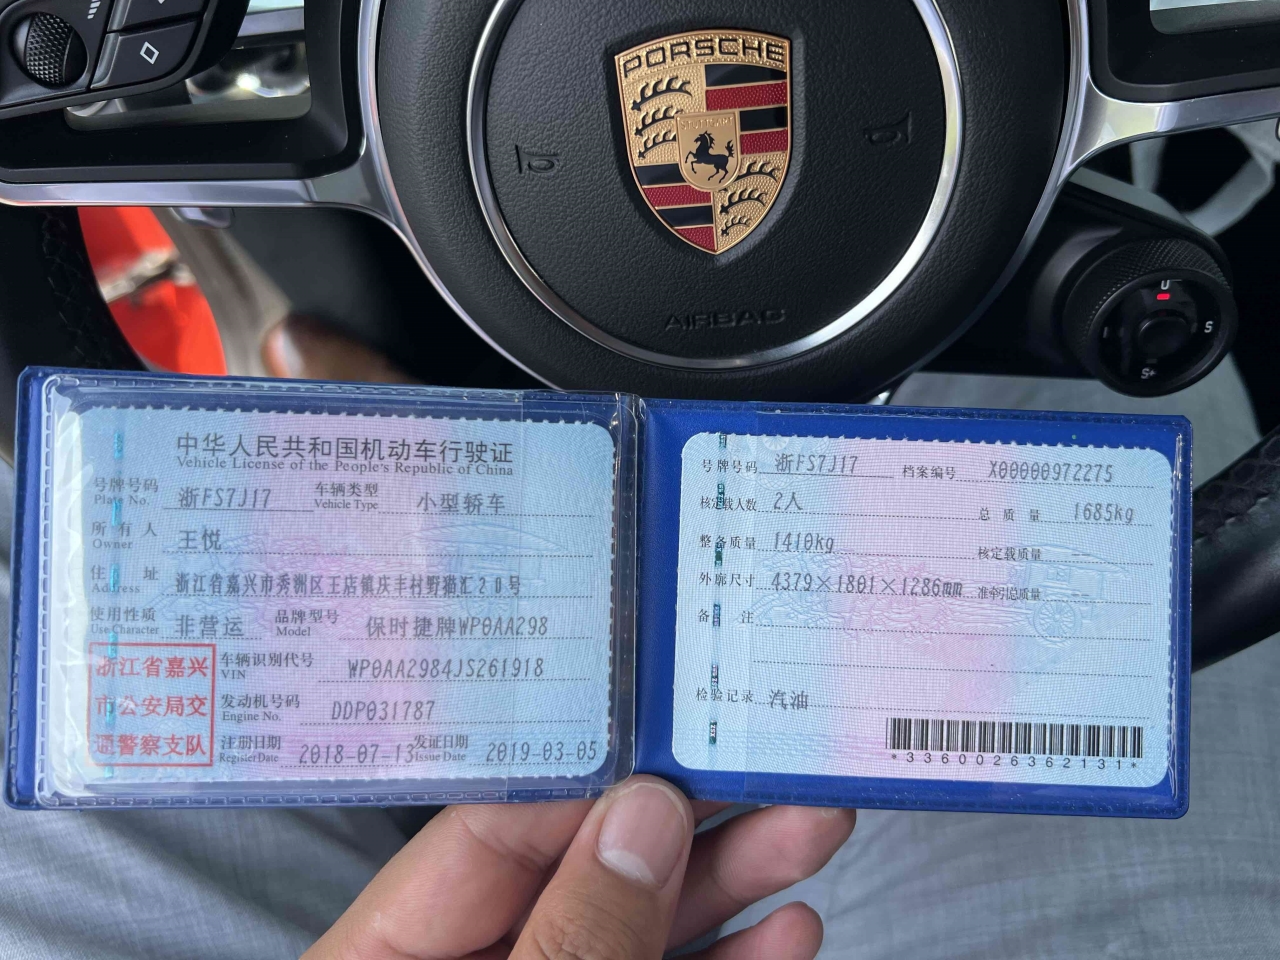 PORSCHE
STUTTGART
AIRBAG
S
S+
中华人民共和国机动车行驶证
Vehicle License of the People's Republic of China
号牌号码 浙FS7J17 车辆类型 小型轿车
Plate No. Vehicle Type
所有人 王悦
Owner
住址 浙江省嘉兴市秀洲区王店镇庆丰村野猫汇20号
Address
使用性质 非营运 品牌型号 保时捷牌WP0AA298
Use Character Model
浙江省嘉兴
市公安局交
通警察支队
车辆识别代号 WP0AA2984JS261918
VIN
发动机号码 DDP031787
Engine No.
注册日期 2018-07-13 发证日期 2019-03-05
Register Date Issue Date
号牌号码 浙FS7J17 档案编号 X00000972275
核定载人数 2人 总质量 1685kg
整备质量 1410kg 核定载质量 --
外廓尺寸 4379×1801×1286mm 准牵引总质量 --
备注
检验记录 汽油
*3360026362131*